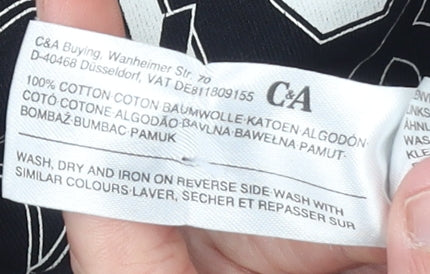 C&A Buying, Wanheimer Str. 70
D-40468 Düsseldorf, VAT DE811809155
C&A
100% COTTON·COTON·BAUMWOLLE·KATOEN·ALGODÓN·
COTÓ·COTONE·ALGODÃO·BAVLNA·BAWEŁNA·PAMUT·
BOMBAŽ·BUMBAC·PAMUK
WASH, DRY AND IRON ON REVERSE SIDE·WASH WITH
SIMILAR COLOURS·LAVER, SECHER ET REPASSER SUR